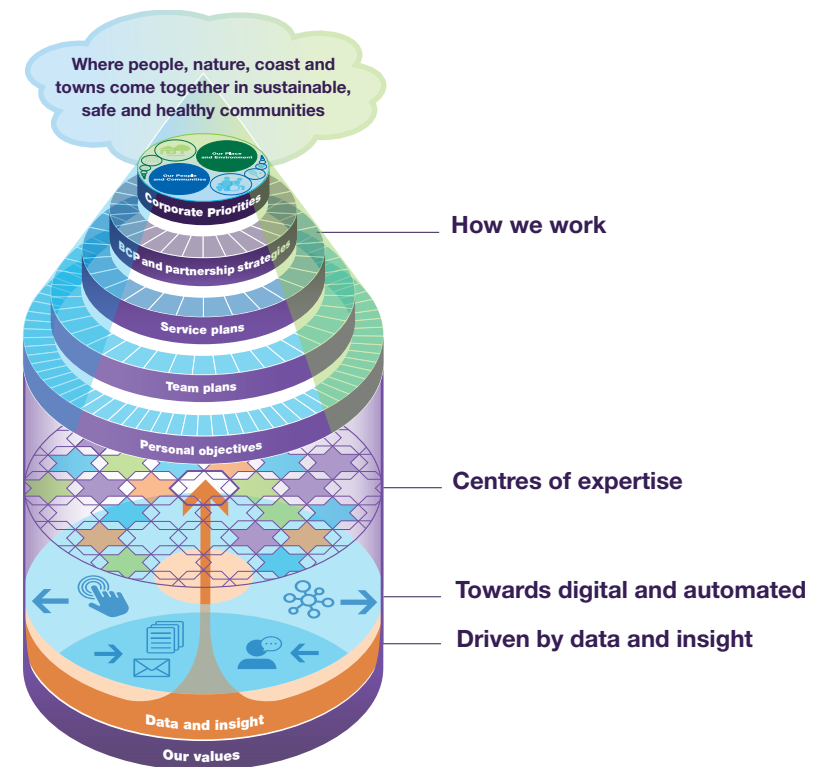 Where people, nature, coast and
towns come together in sustainable,
safe and healthy communities
Our Place
and Environment
Our People
and Communities
Corporate Priorities
How we work
BCP and partnership strategies
Service plans
Team plans
Personal objectives
Centres of expertise
Towards digital and automated
Driven by data and insight
Data and insight
Our values